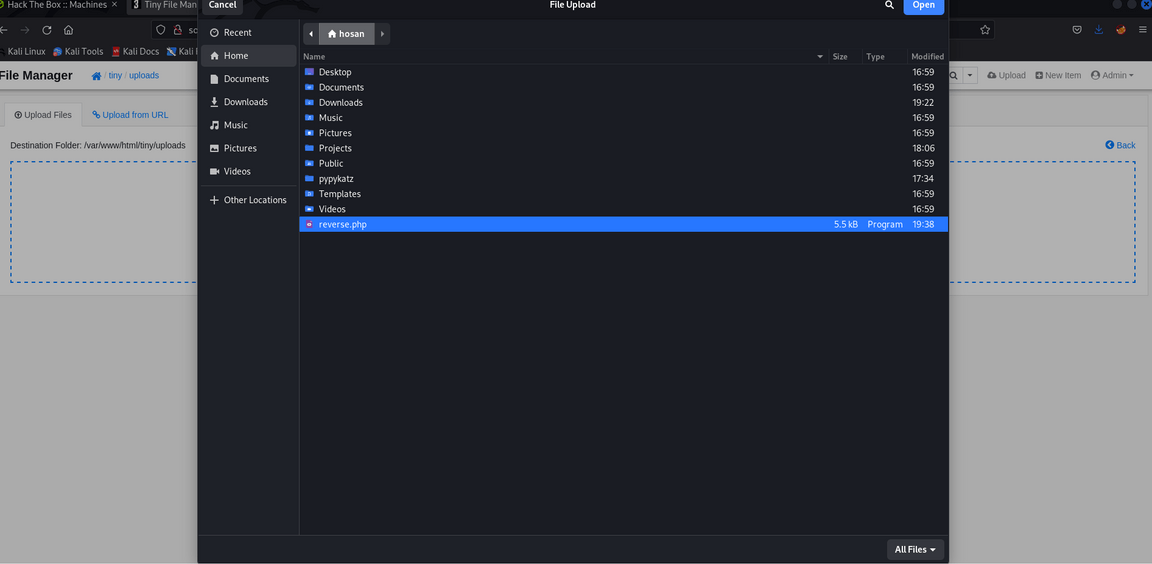 Hack The Box :: Machines
Tiny File Man
Cancel
File Upload
Open
Kali Linux
Kali Tools
Kali Docs
Kali
File Manager
tiny
uploads
Upload
New Item
Admin
Upload Files
Upload from URL
Destination Folder: /var/www/html/tiny/uploads
Back
Recent
Home
Documents
Downloads
Music
Pictures
Videos
Other Locations
hosan
Name Size Type Modified
Desktop 16:59
Documents 16:59
Downloads 19:22
Music 16:59
Pictures 16:59
Projects 18:06
Public 16:59
pypykatz 17:34
Templates 16:59
Videos 16:59
reverse.php 5.5 kB Program 19:38
All Files